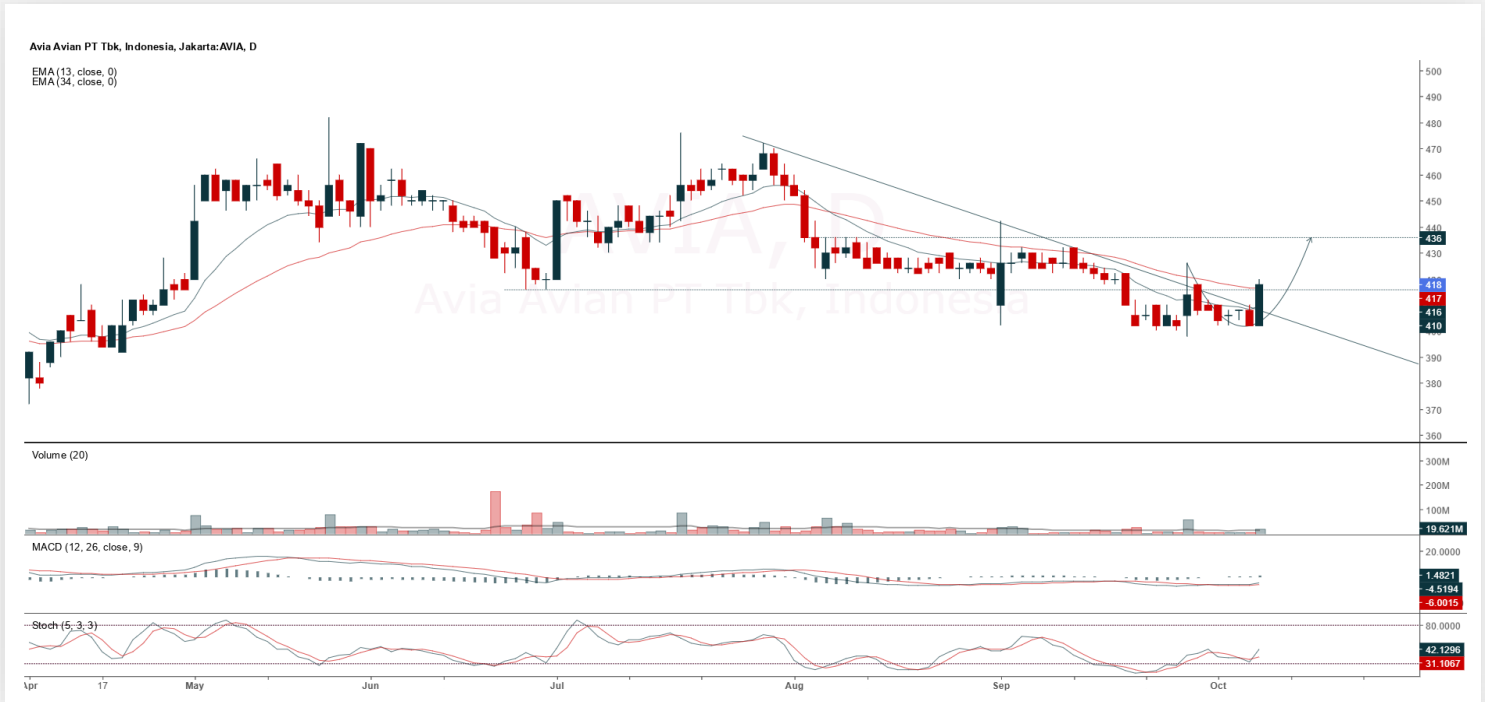 Avia Avian PT Tbk, Indonesia, Jakarta:AVIA, D
EMA (13, close, 0)
EMA (34, close, 0)
AVIA, D
Avia Avian PT Tbk, Indonesia
500
490
480
470
460
450
440
436
430
418
417
416
410
390
380
370
360
Volume (20)
300M
200M
100M
19.621M
MACD (12, 26, close, 9)
20.0000
1.4821
-4.5194
-6.0015
Stoch (5, 3, 3)
80.0000
42.1296
31.1067
Apr 17 May Jun Jul Aug Sep Oct